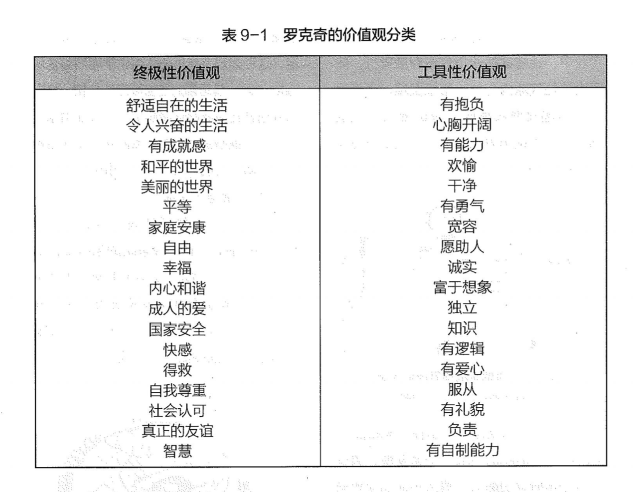 表 9-1 罗克奇的价值观分类
终极性价值观 工具性价值观
舒适自在的生活 有抱负
令人兴奋的生活 心胸开阔
有成就感 有能力
和平的世界 欢愉
美丽的世界 干净
平等 有勇气
家庭安康 宽容
自由 愿助人
幸福 诚实
内心和谐 富于想象
成人的爱 独立
国家安全 知识
快感 有逻辑
得救 有爱心
自我尊重 服从
社会认可 有礼貌
真正的友谊 负责
智慧 有自制能力